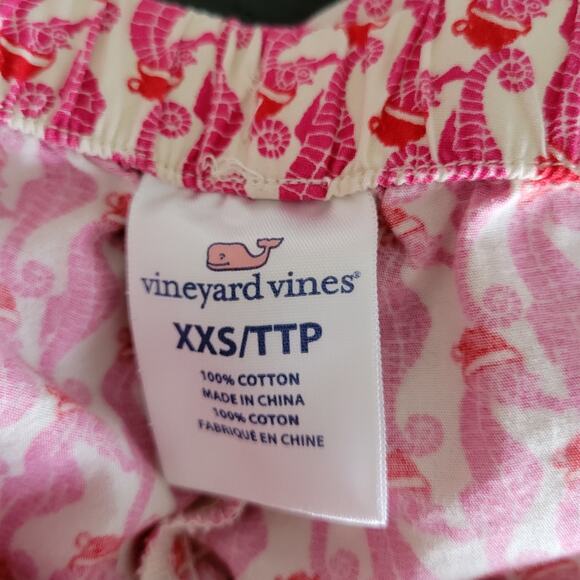 vineyard vines®
XXS/TTP
100% COTTON
MADE IN CHINA
100% COTON
FABRIQUÉ EN CHINE